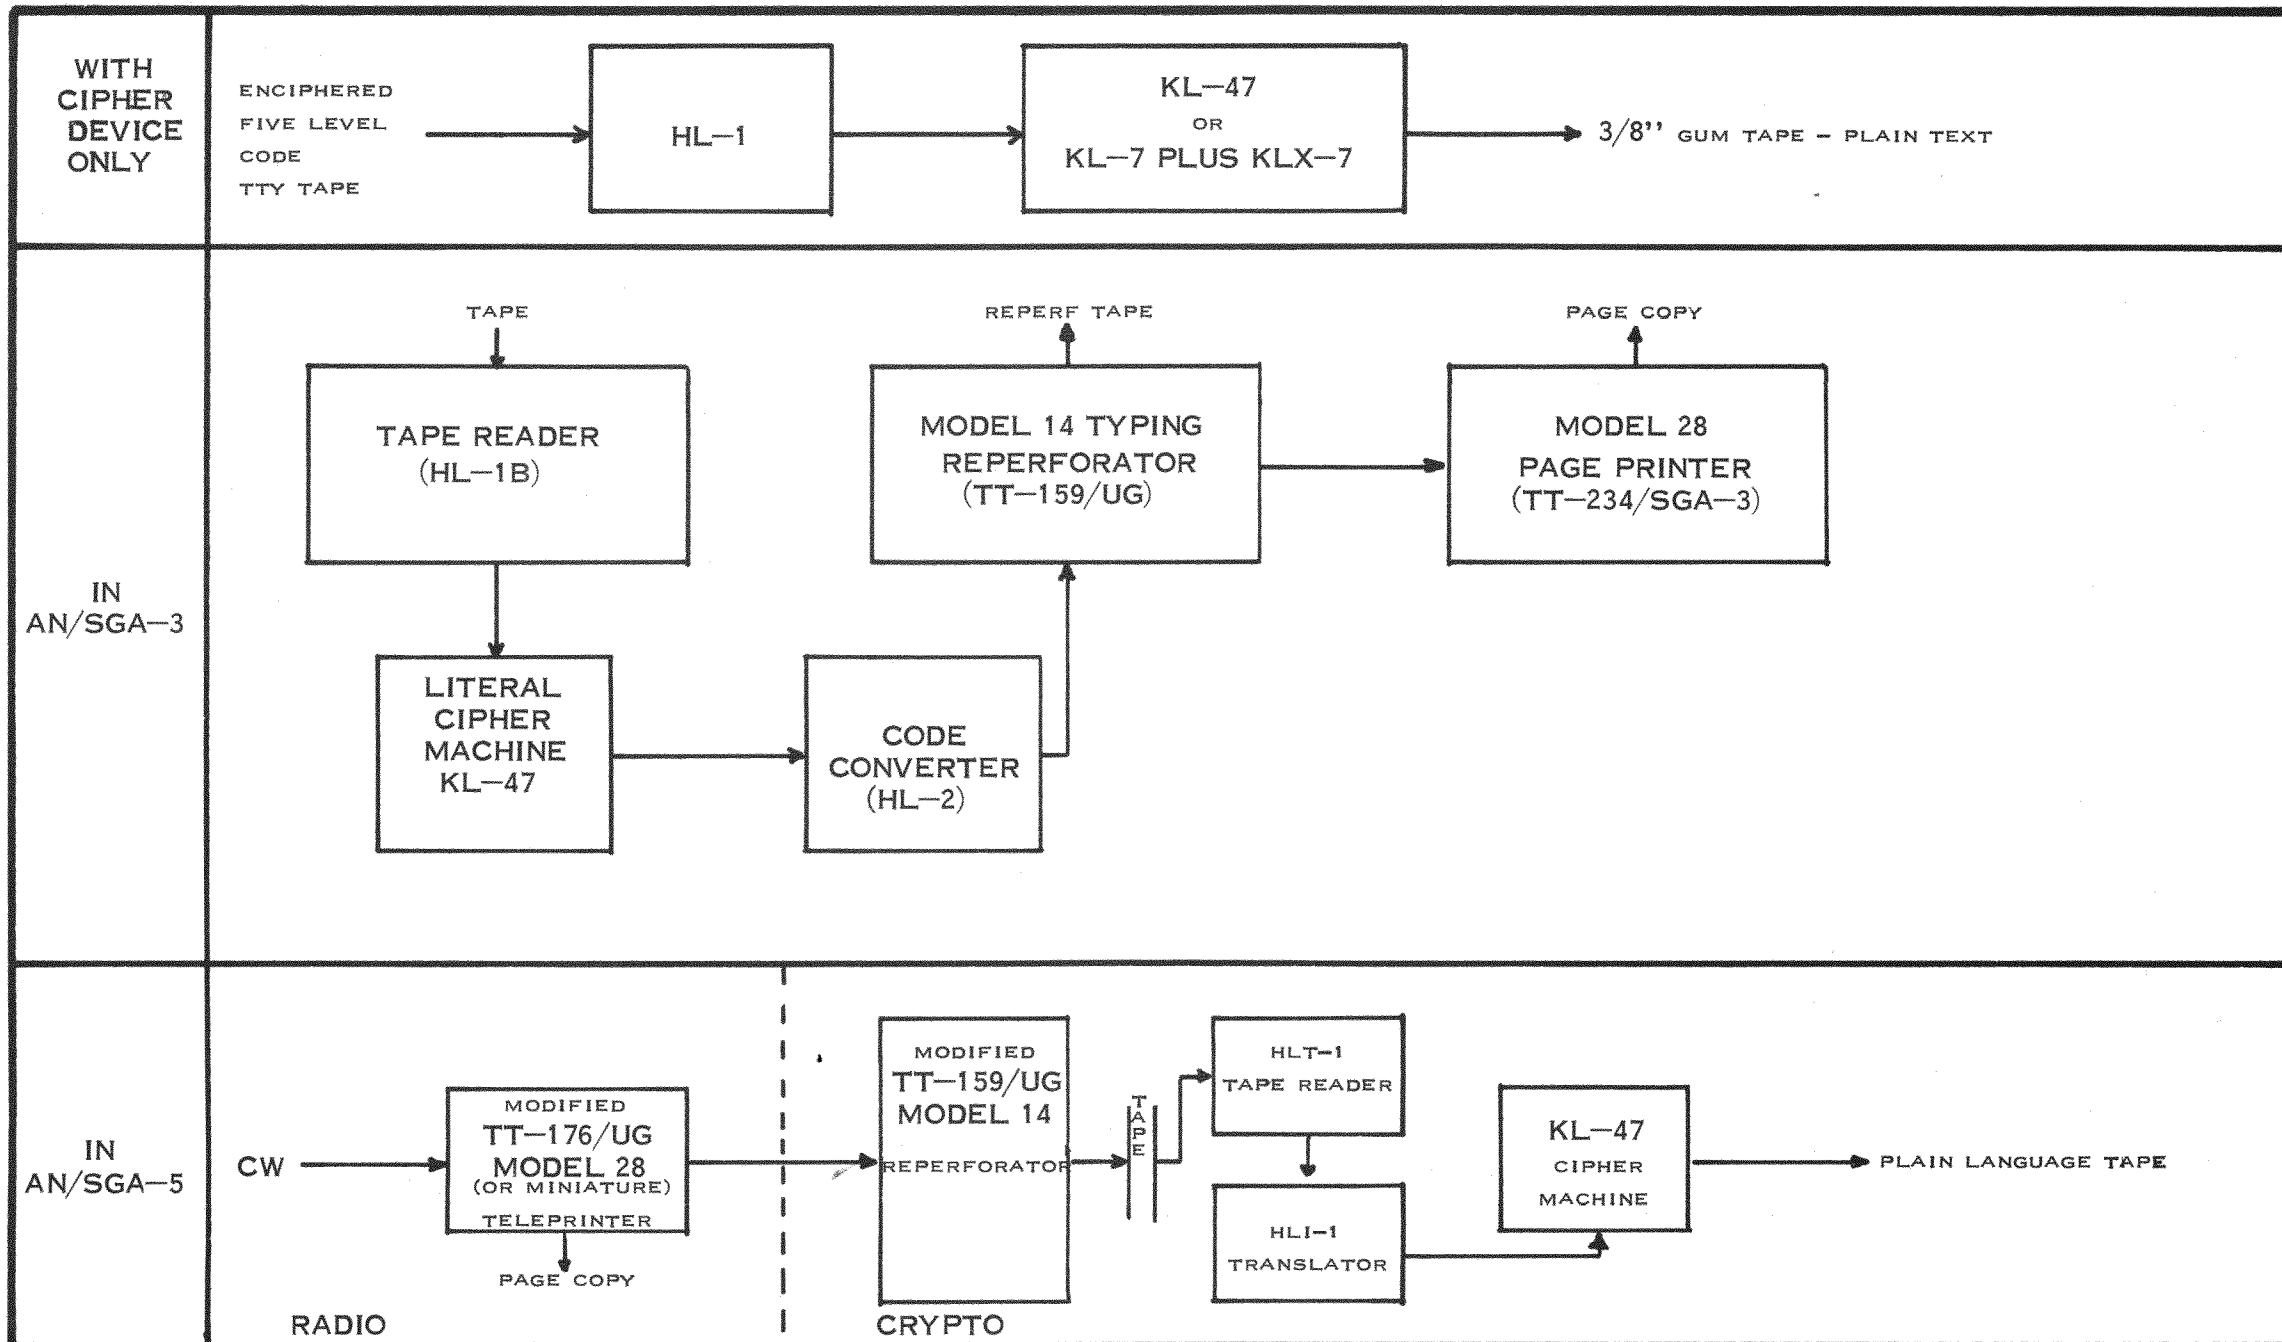 WITH
CIPHER
DEVICE
ONLY
ENCIPHERED
FIVE LEVEL
CODE
TTY TAPE
HL—1
KL—47
OR
KL—7 PLUS KLX—7
3/8'' GUM TAPE – PLAIN TEXT
IN
AN/SGA—3
TAPE
TAPE READER
(HL—1B)
LITERAL
CIPHER
MACHINE
KL—47
CODE
CONVERTER
(HL—2)
REPERF TAPE
MODEL 14 TYPING
REPERFORATOR
(TT—159/UG)
PAGE COPY
MODEL 28
PAGE PRINTER
(TT—234/SGA—3)
IN
AN/SGA—5
CW
MODIFIED
TT—176/UG
MODEL 28
(OR MINIATURE)
TELEPRINTER
PAGE COPY
RADIO
MODIFIED
TT—159/UG
MODEL 14
REPERFORATOR
TAPE
HLT–1
TAPE READER
HLI–1
TRANSLATOR
KL—47
CIPHER
MACHINE
PLAIN LANGUAGE TAPE
CRYPTO